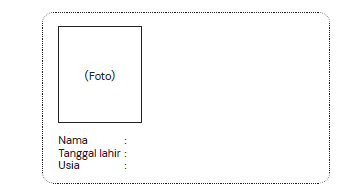 (Foto)
Nama :
Tanggal lahir :
Usia :